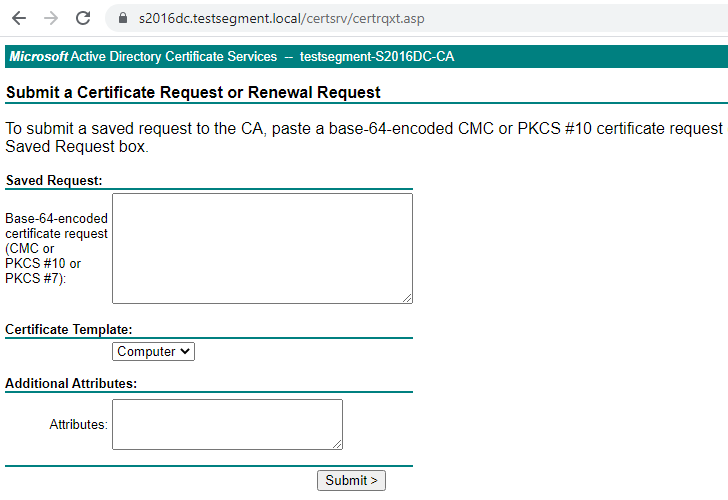 s2016dc.testsegment.local/certsrv/certrqxt.asp
Microsoft Active Directory Certificate Services -- testsegment-S2016DC-CA
Submit a Certificate Request or Renewal Request
To submit a saved request to the CA, paste a base-64-encoded CMC or PKCS #10 certificate request
Saved Request box.
Saved Request:
Base-64-encoded
certificate request
(CMC or
PKCS #10 or
PKCS #7):
Certificate Template:
Computer
Additional Attributes:
Attributes:
Submit >